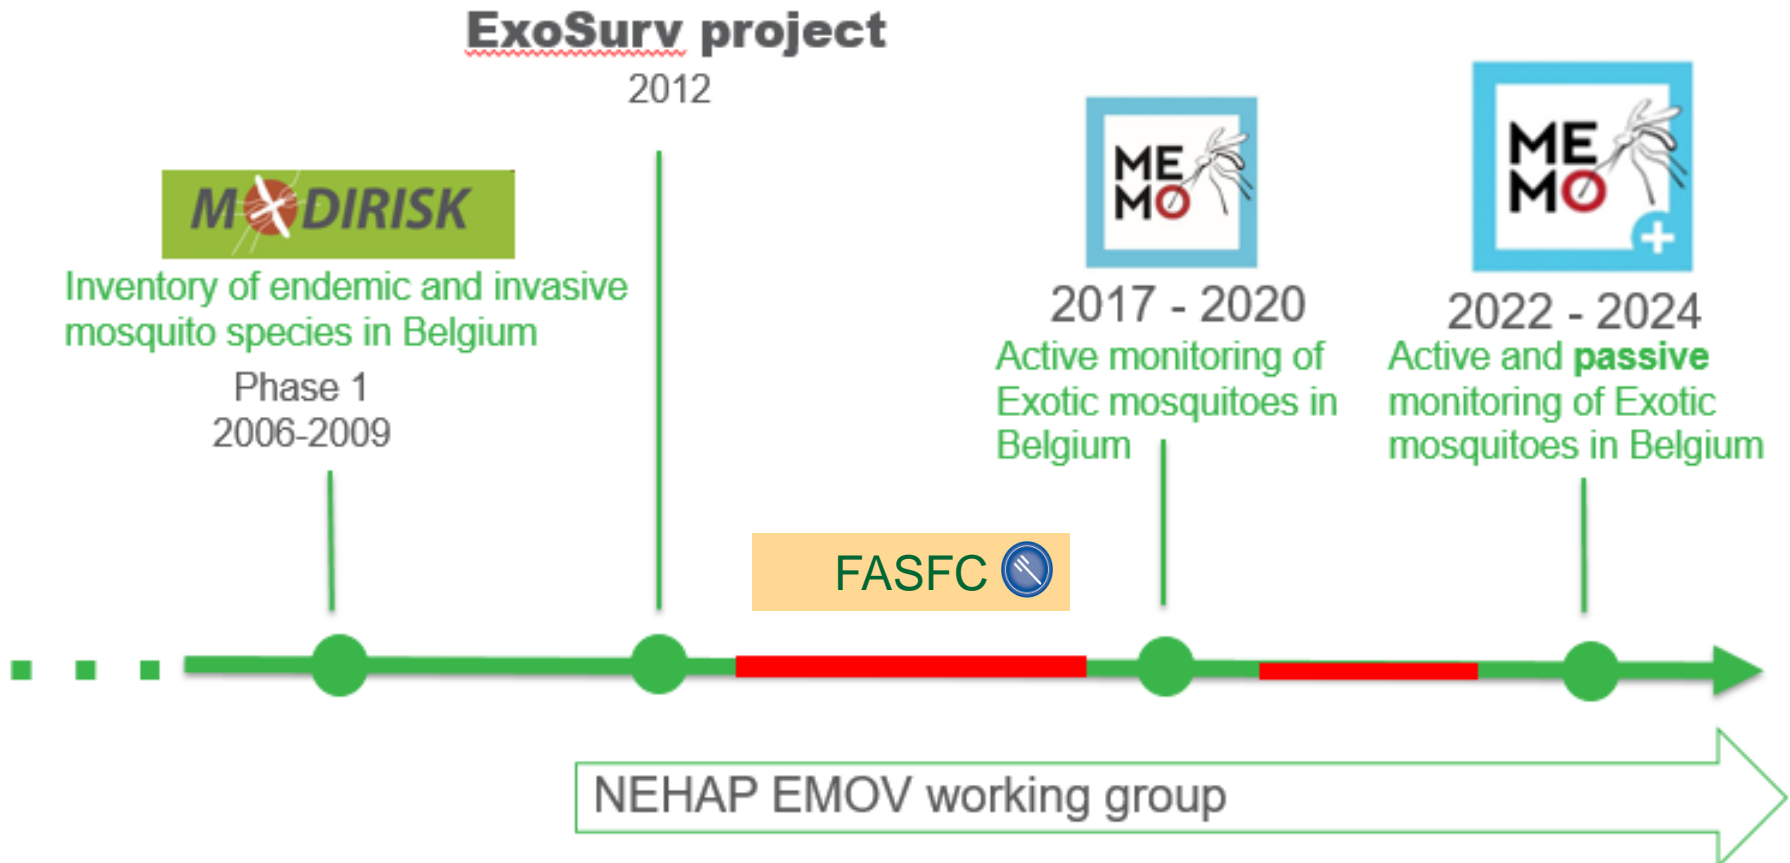 ExoSurv project
2012
MODIRISK
Inventory of endemic and invasive
mosquito species in Belgium
Phase 1
2006-2009
ME
MO
2017 - 2020
Active monitoring of
Exotic mosquitoes in
Belgium
ME
MO
+
2022 - 2024
Active and passive
monitoring of Exotic
mosquitoes in Belgium
FASFC
NEHAP EMOV working group